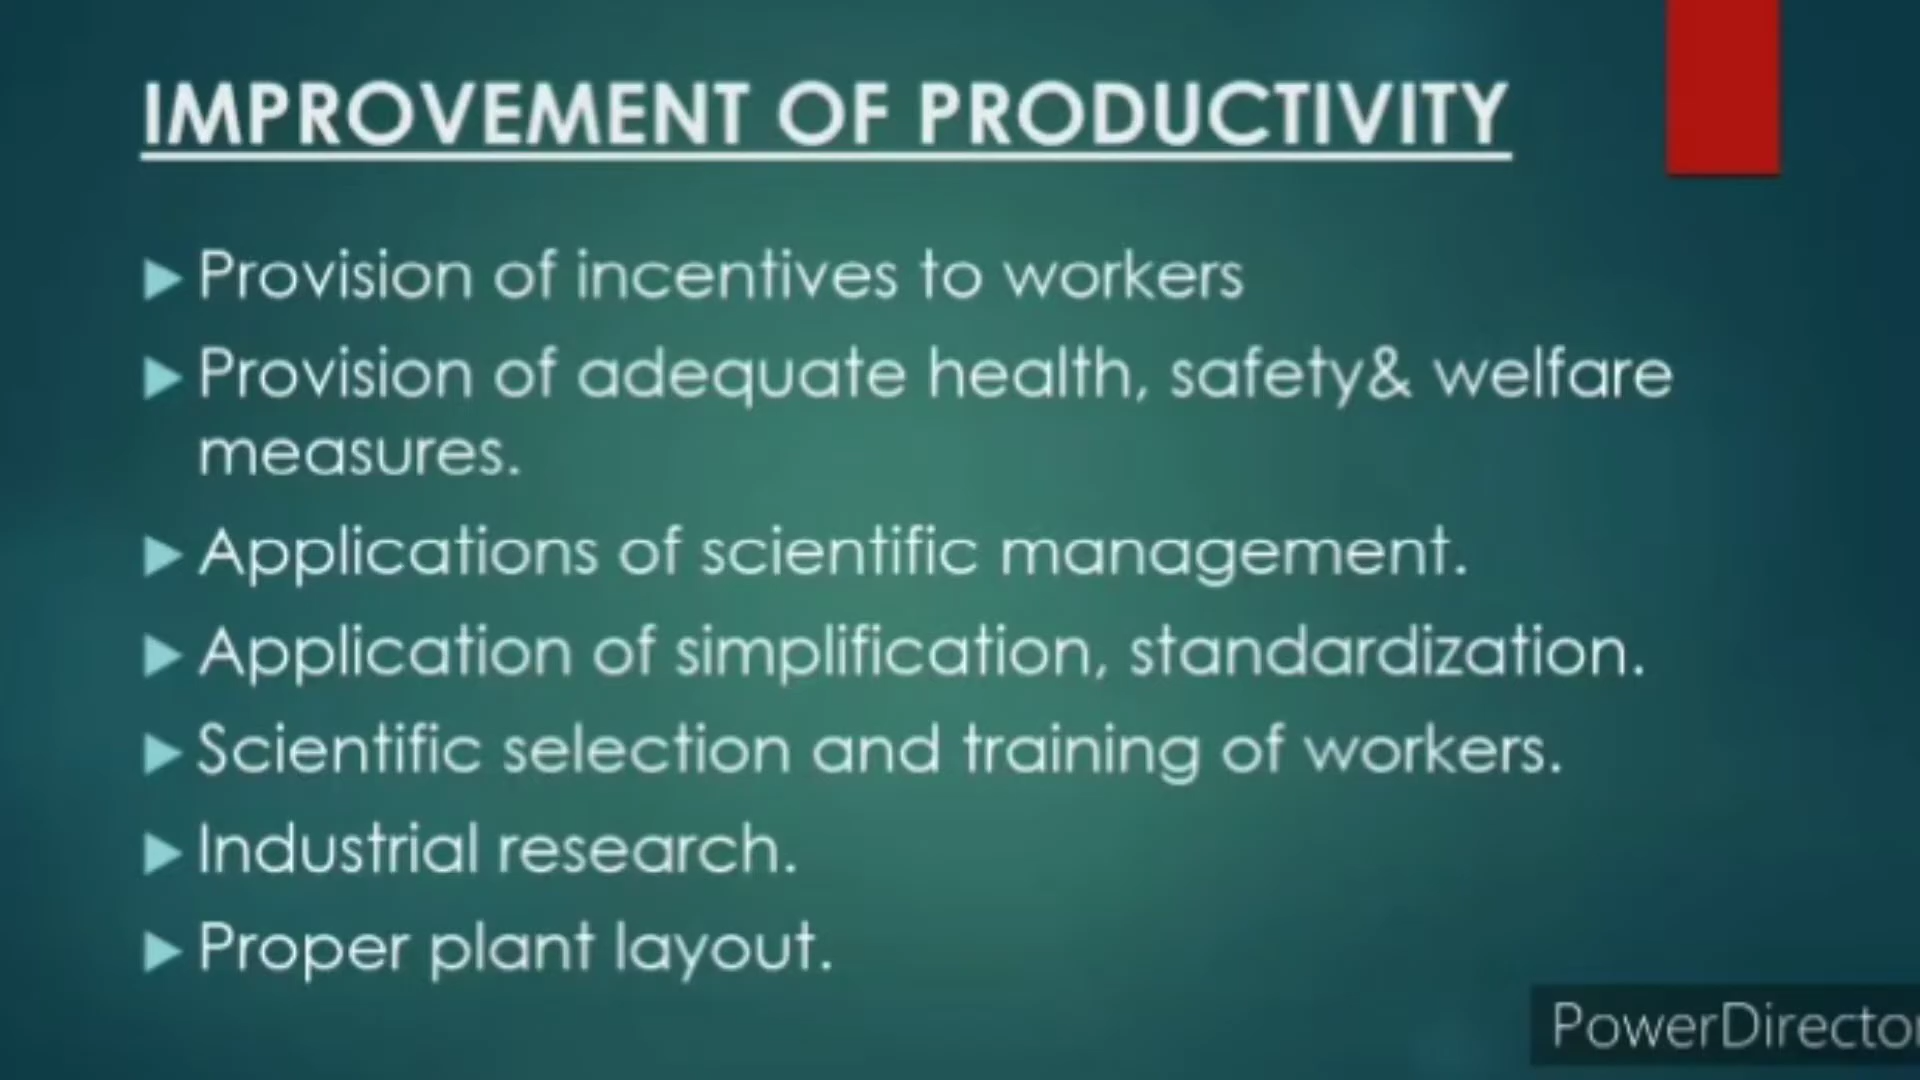 IMPROVEMENT OF PRODUCTIVITY
Provision of incentives to workers
Provision of adequate health, safety& welfare
measures.
Applications of scientific management.
Application of simplification, standardization.
Scientific selection and training of workers.
Industrial research.
Proper plant layout.
PowerDirector